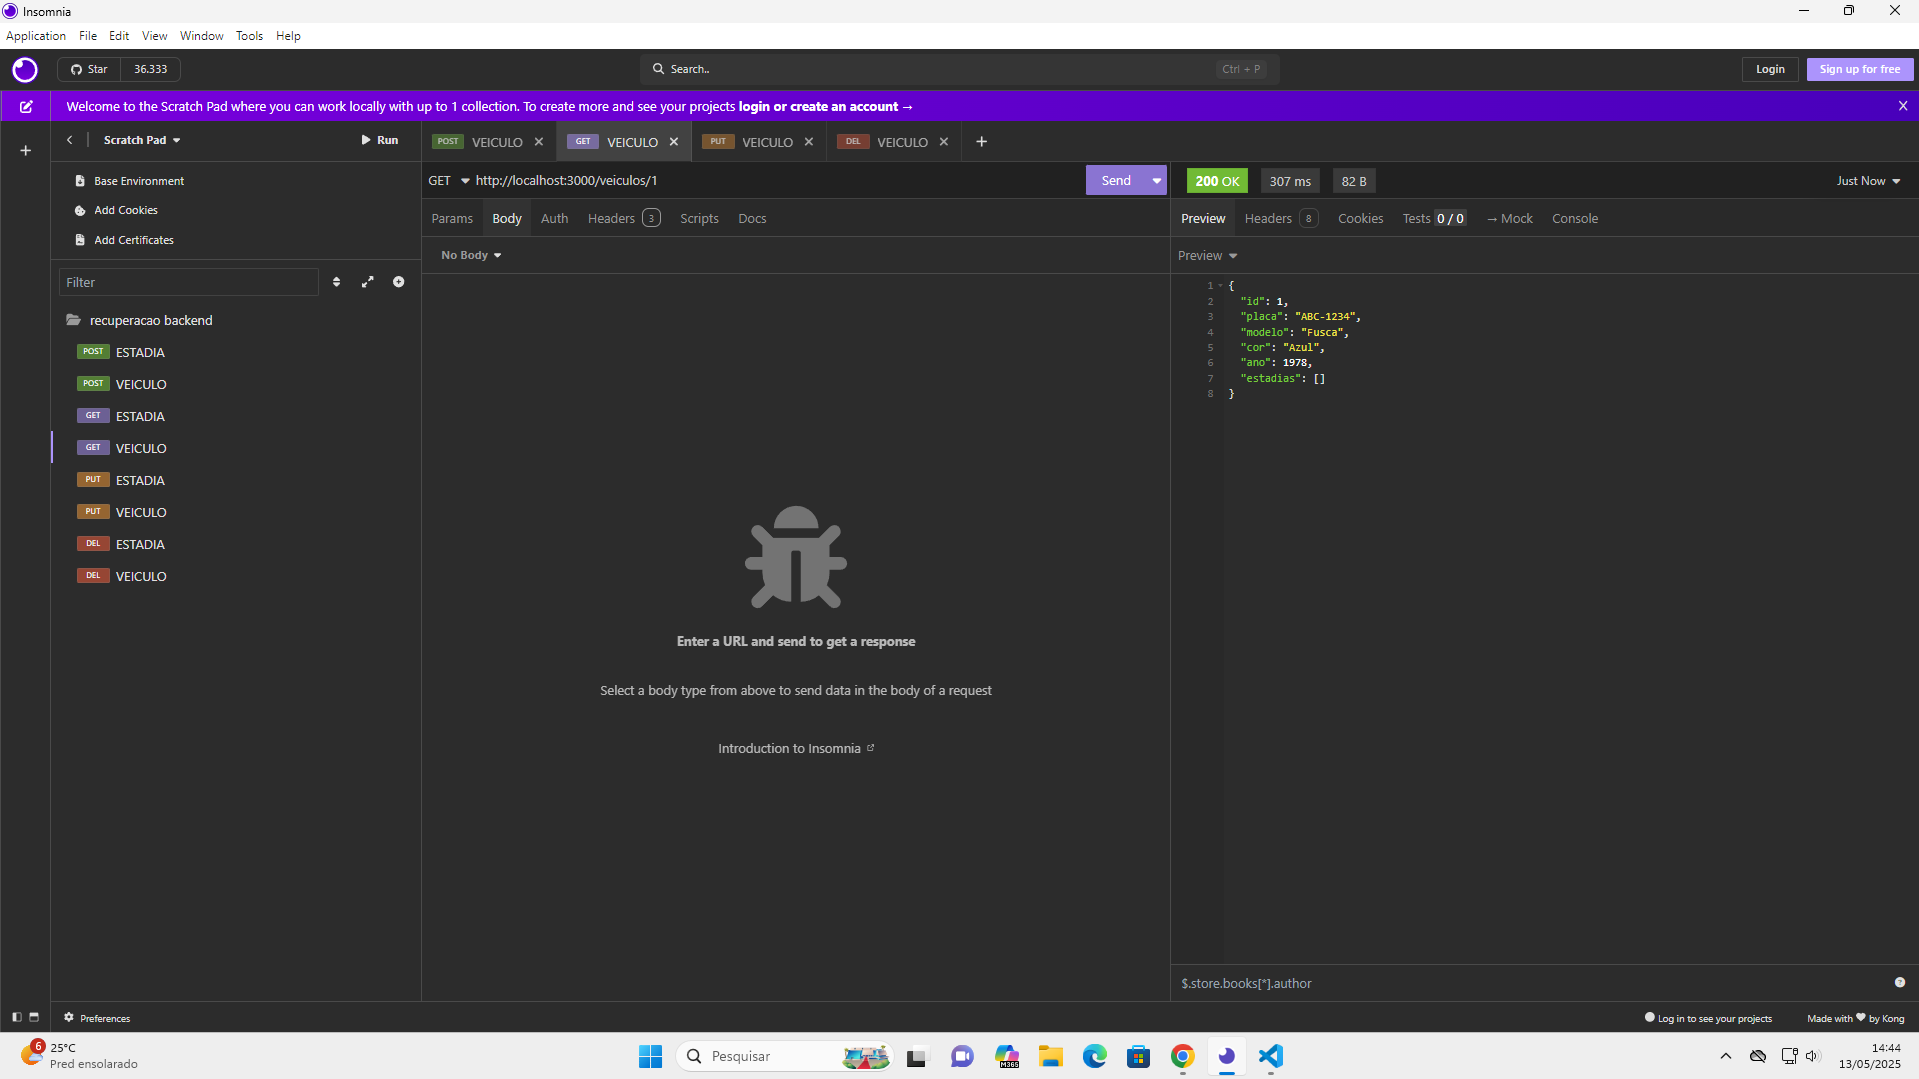 Insomnia
Application File Edit View Window Tools Help
Star 36.333 Search.. Ctrl + P Login Sign up for free
Welcome to the Scratch Pad where you can work locally with up to 1 collection. To create more and see your projects login or create an account →
Scratch Pad Run
POST VEICULO GET VEICULO PUT VEICULO DEL VEICULO
Base Environment
Add Cookies
Add Certificates
Filter
recuperacao backend
POST ESTADIA
POST VEICULO
GET ESTADIA
GET VEICULO
PUT ESTADIA
PUT VEICULO
DEL ESTADIA
DEL VEICULO
GET http://localhost:3000/veiculos/1 Send
Params Body Auth Headers 3 Scripts Docs
No Body
Enter a URL and send to get a response
Select a body type from above to send data in the body of a request
Introduction to Insomnia
200 OK 307 ms 82 B Just Now
Preview Headers 8 Cookies Tests 0 / 0 → Mock Console
Preview
1 {
2 "id": 1,
3 "placa": "ABC-1234",
4 "modelo": "Fusca",
5 "cor": "Azul",
6 "ano": 1978,
7 "estadias": []
8 }
$.store.books[*].author
Preferences
Log in to see your projects Made with ❤ by Kong
6 25°C
Pred ensolarado
Pesquisar
M365
14:44
13/05/2025